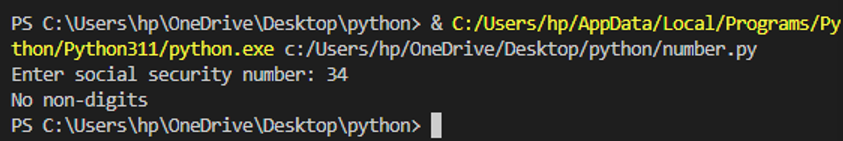 PS C:\Users\hp\OneDrive\Desktop\python> & C:/Users/hp/AppData/Local/Programs/Py
thon/Python311/python.exe c:/Users/hp/OneDrive/Desktop/python/number.py
Enter social security number: 34
No non-digits
PS C:\Users\hp\OneDrive\Desktop\python>